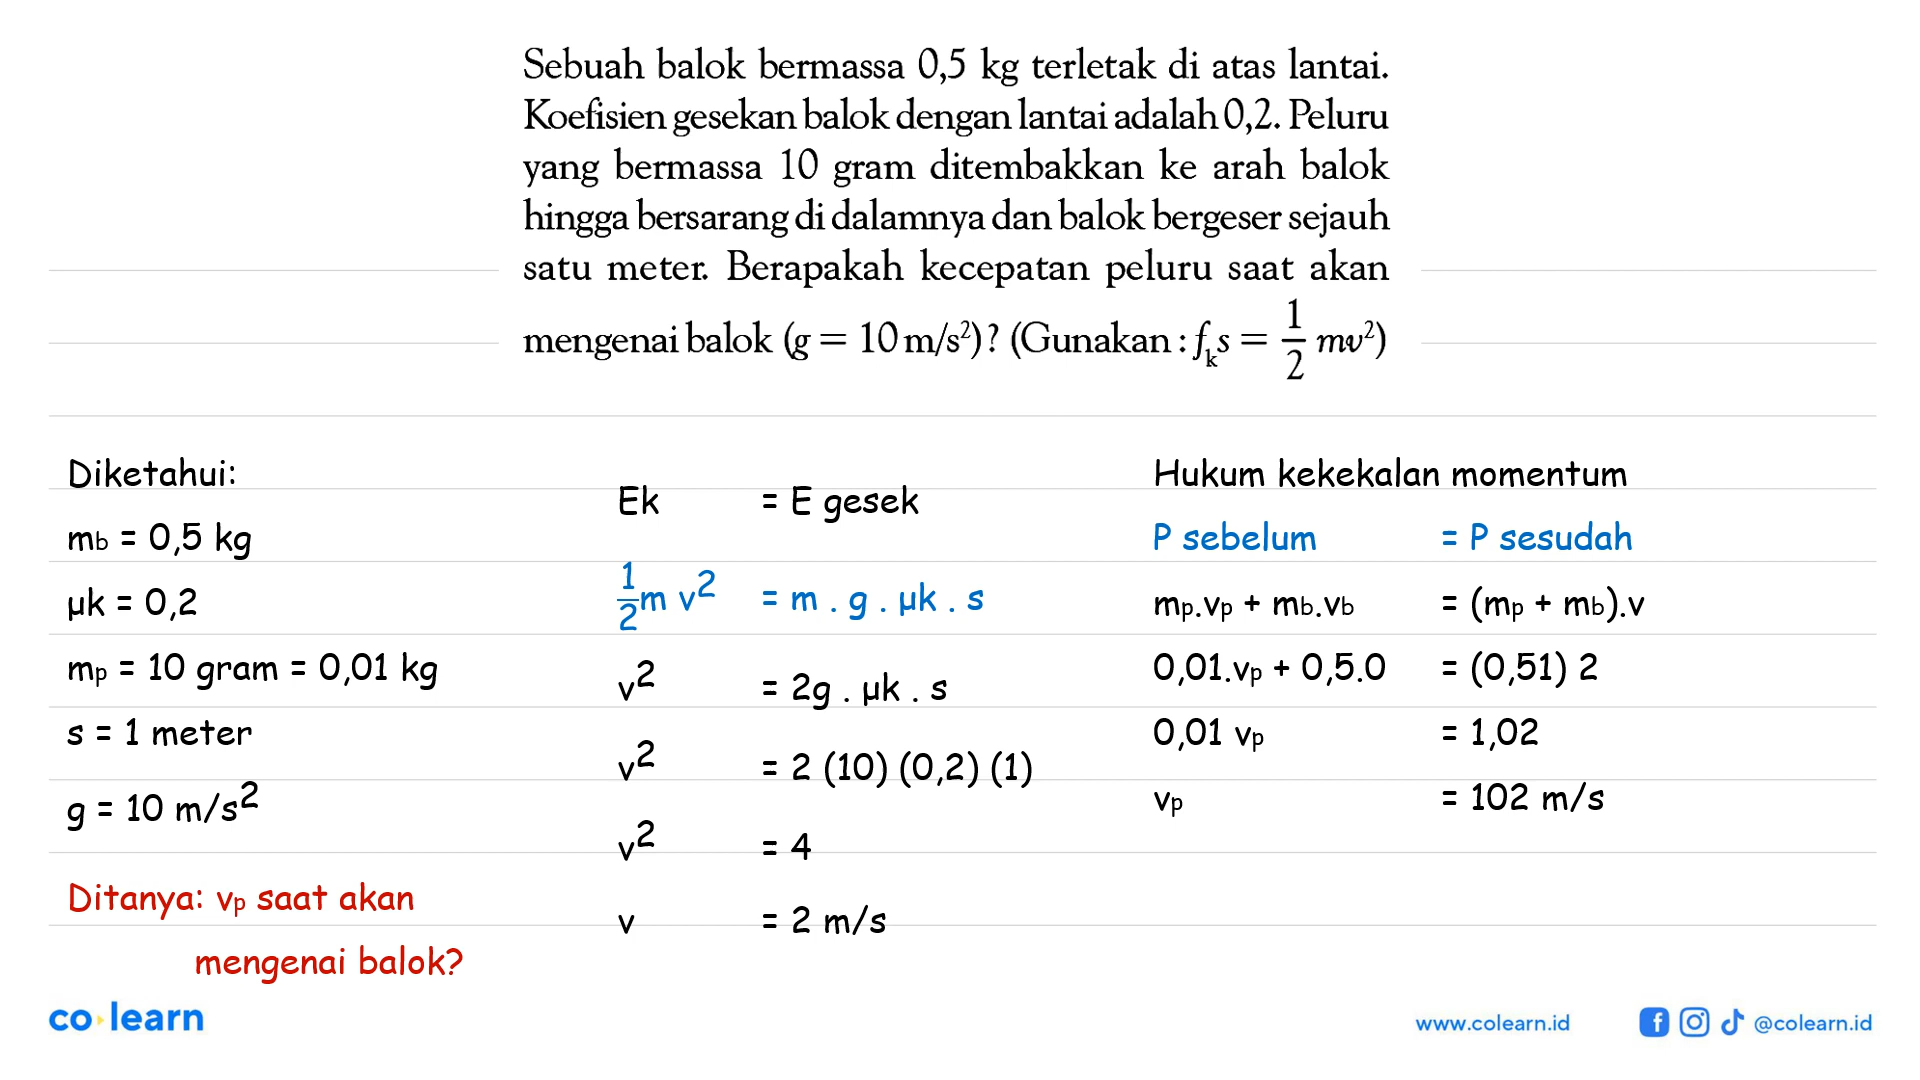 Sebuah balok bermassa 0,5 kg terletak di atas lantai.
Koefisien gesekan balok dengan lantai adalah 0,2. Peluru
yang bermassa 10 gram ditembakkan ke arah balok
hingga bersarang di dalamnya dan balok bergeser sejauh
satu meter. Berapakah kecepatan peluru saat akan
mengenai balok (g = 10 m/s²)? (Gunakan : fₖs = 1/2 mv²)
Diketahui:
mb = 0,5 kg
μk = 0,2
mp = 10 gram = 0,01 kg
s = 1 meter
g = 10 m/s²
Ditanya: vp saat akan
mengenai balok?
Ek = E gesek
1/2 m v² = m . g . μk . s
v² = 2g . μk . s
v² = 2 (10) (0,2) (1)
v² = 4
v = 2 m/s
Hukum kekekalan momentum
P sebelum = P sesudah
mp.vp + mb.vb = (mp + mb).v
0,01.vp + 0,5.0 = (0,51) 2
0,01 vp = 1,02
vp = 102 m/s
co learn
www.colearn.id
@colearn.id